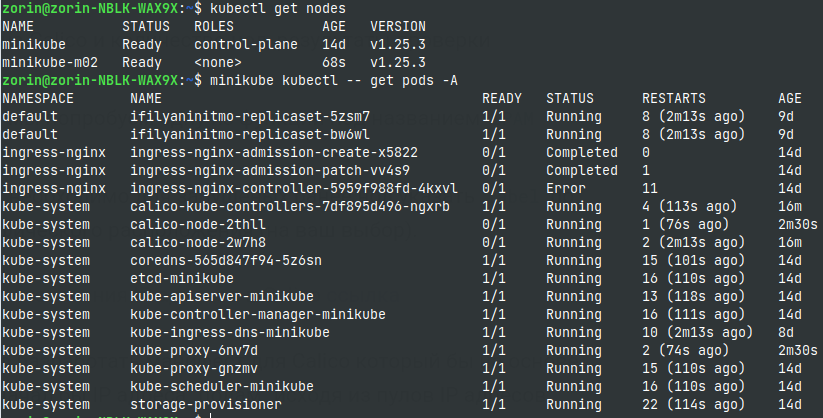 zorin@zorin-NBLK-WAX9X:~$ kubectl get nodes
NAME STATUS ROLES AGE VERSION
minikube Ready control-plane 14d v1.25.3
minikube-m02 Ready <none> 68s v1.25.3
zorin@zorin-NBLK-WAX9X:~$ minikube kubectl -- get pods -A
NAMESPACE NAME READY STATUS RESTARTS AGE
default ifilyaninitmo-replicaset-5zsm7 1/1 Running 8 (2m13s ago) 9d
default ifilyaninitmo-replicaset-bw6wl 1/1 Running 8 (2m13s ago) 9d
ingress-nginx ingress-nginx-admission-create-x5822 0/1 Completed 0 14d
ingress-nginx ingress-nginx-admission-patch-vv4s9 0/1 Completed 1 14d
ingress-nginx ingress-nginx-controller-5959f988fd-4kxvl 0/1 Error 11 14d
kube-system calico-kube-controllers-7df895d496-ngxrb 1/1 Running 4 (113s ago) 16m
kube-system calico-node-2thll 0/1 Running 1 (76s ago) 2m30s
kube-system calico-node-2w7h8 0/1 Running 2 (2m13s ago) 16m
kube-system coredns-565d847f94-5z6sn 1/1 Running 15 (101s ago) 14d
kube-system etcd-minikube 1/1 Running 16 (110s ago) 14d
kube-system kube-apiserver-minikube 1/1 Running 13 (118s ago) 14d
kube-system kube-controller-manager-minikube 1/1 Running 16 (111s ago) 14d
kube-system kube-ingress-dns-minikube 1/1 Running 10 (2m13s ago) 8d
kube-system kube-proxy-6nv7d 1/1 Running 2 (74s ago) 2m30s
kube-system kube-proxy-gnzmv 1/1 Running 15 (110s ago) 14d
kube-system kube-scheduler-minikube 1/1 Running 16 (110s ago) 14d
kube-system storage-provisioner 1/1 Running 22 (114s ago) 14d
zorin@zorin-NBLK-WAX9X:~$